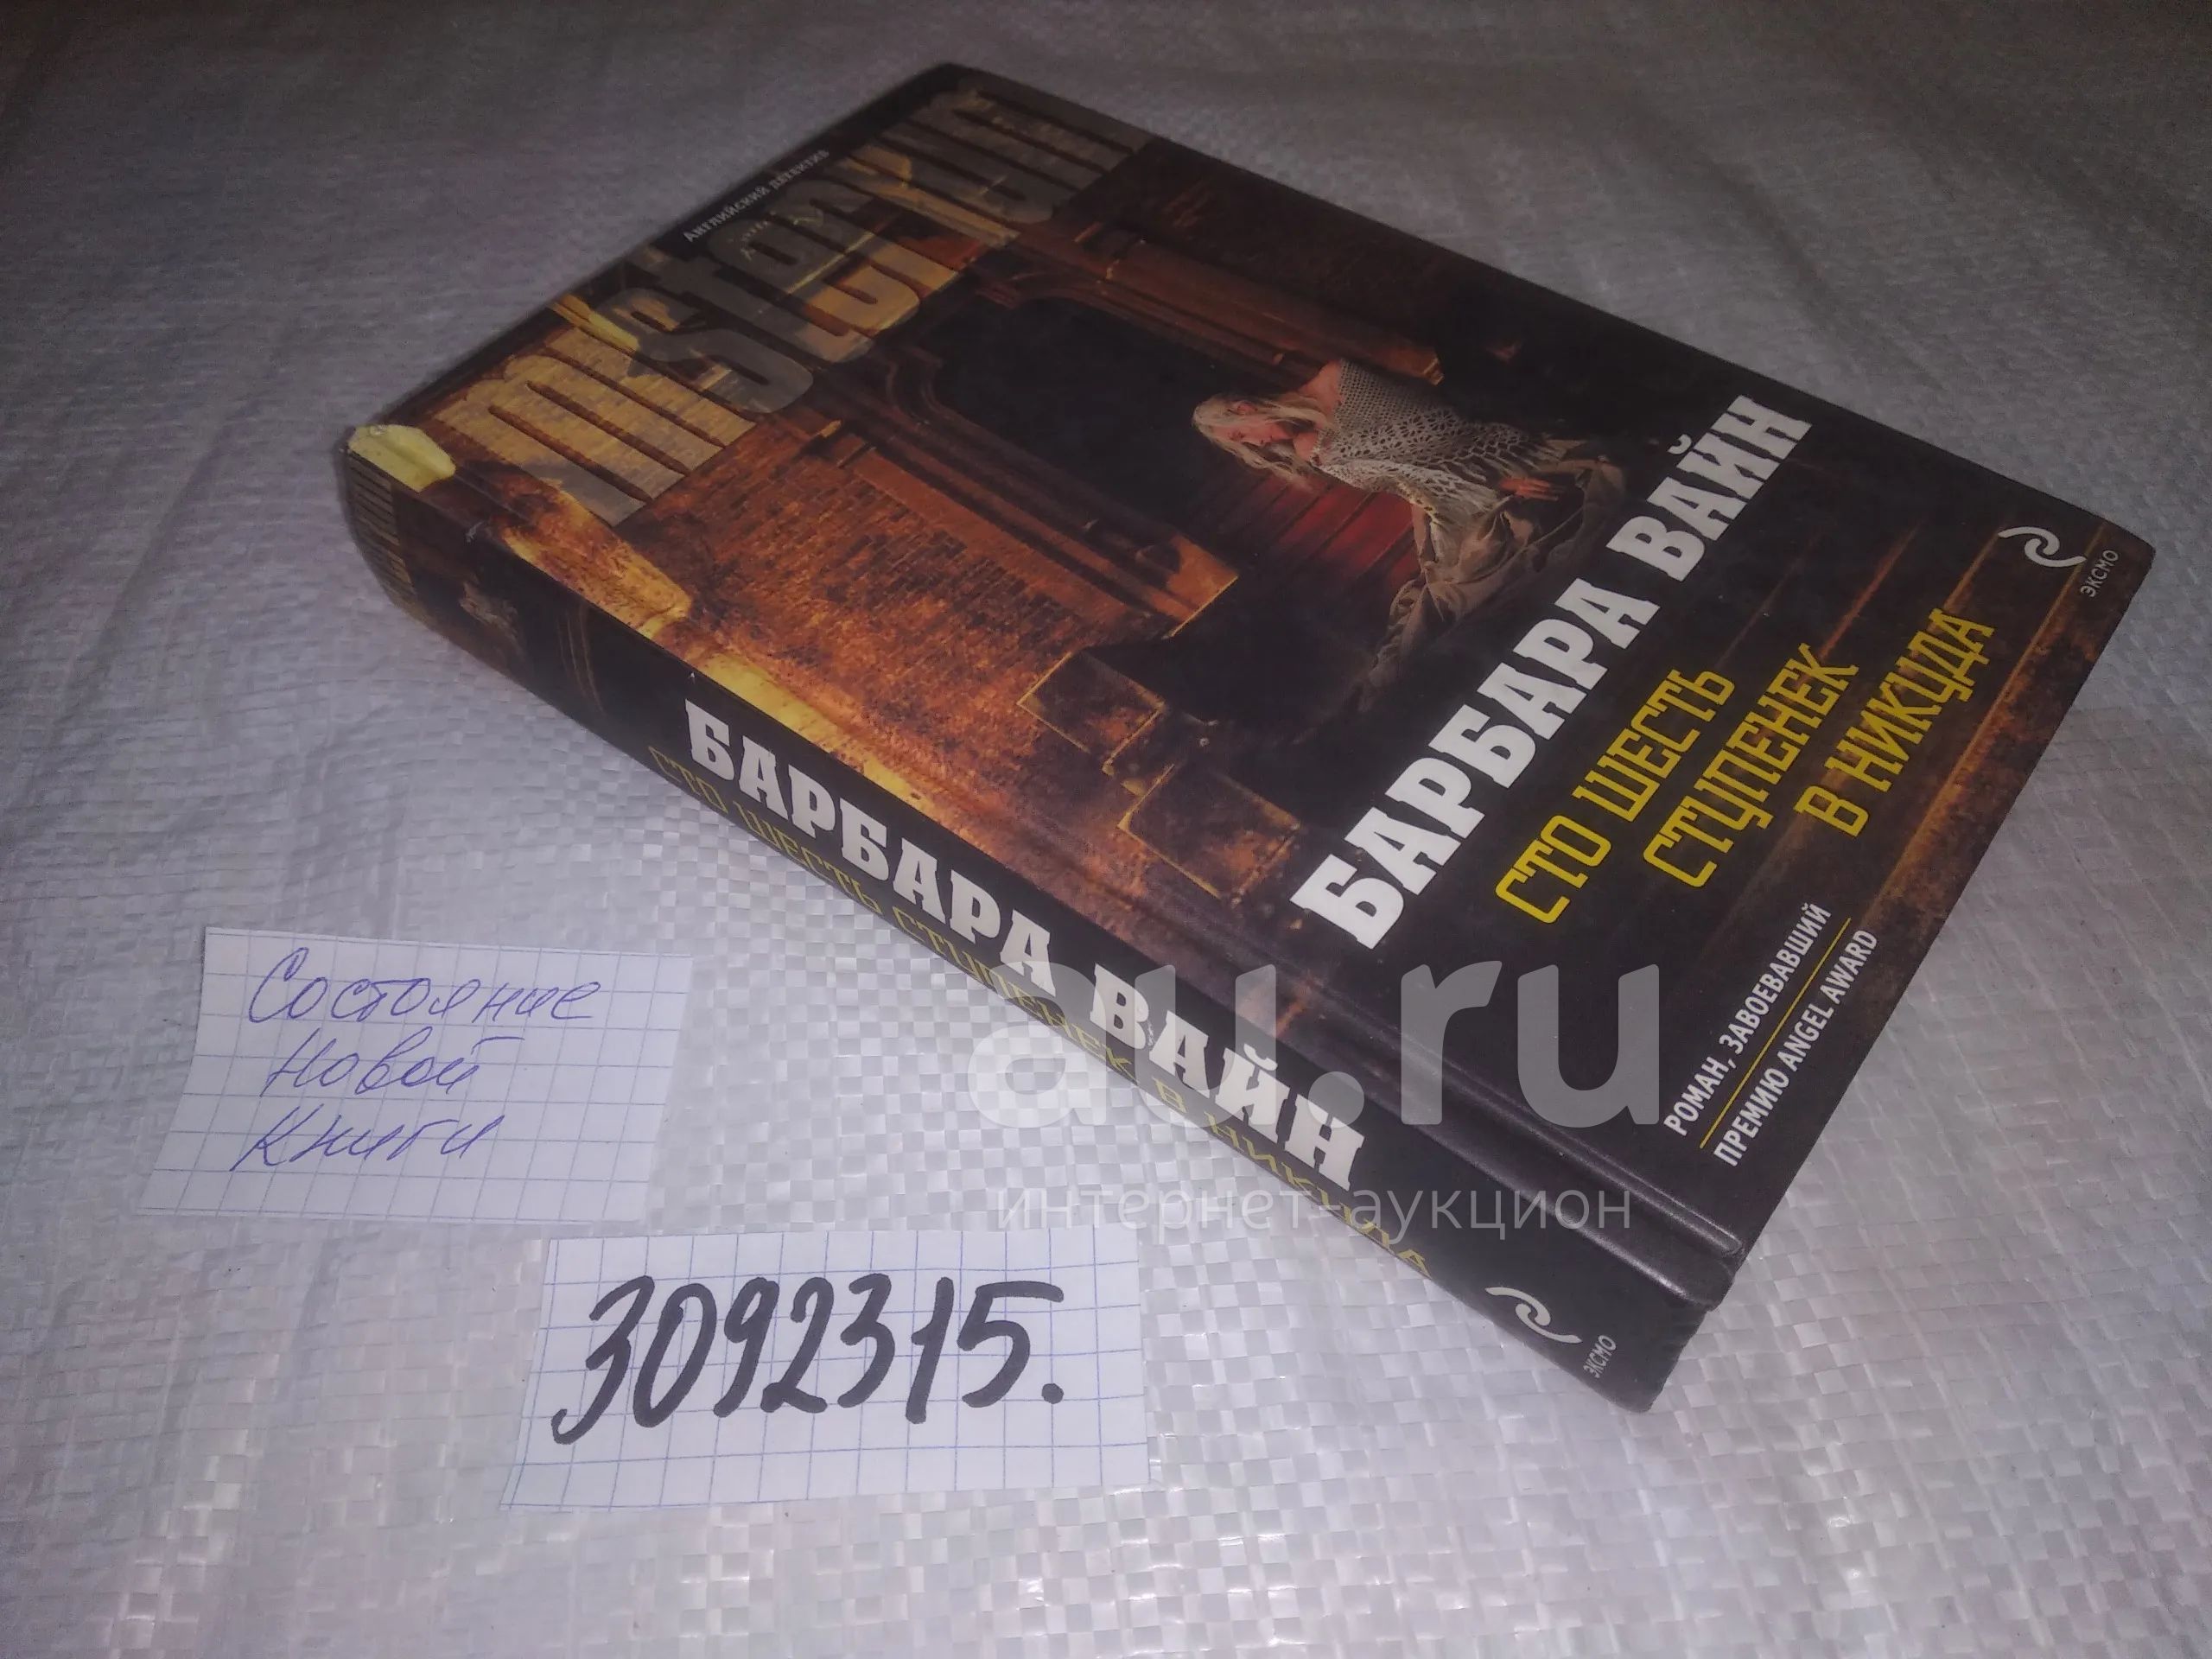 Английский детектив
misterium
БАРБАРА ВАЙН
СТО ШЕСТЬ
СТУПЕНЕК
В НИКУДА
РОМАН, ЗАВОЕВАВШИЙ
ПРЕМИЮ ANGEL AWARD
ЭКСМО
БАРБАРА ВАЙН
СТО ШЕСТЬ СТУПЕНЕК В НИКУДА
ЭКСМО
Состояние
новой
книги
3092315.
au.ru
интернет-аукцион